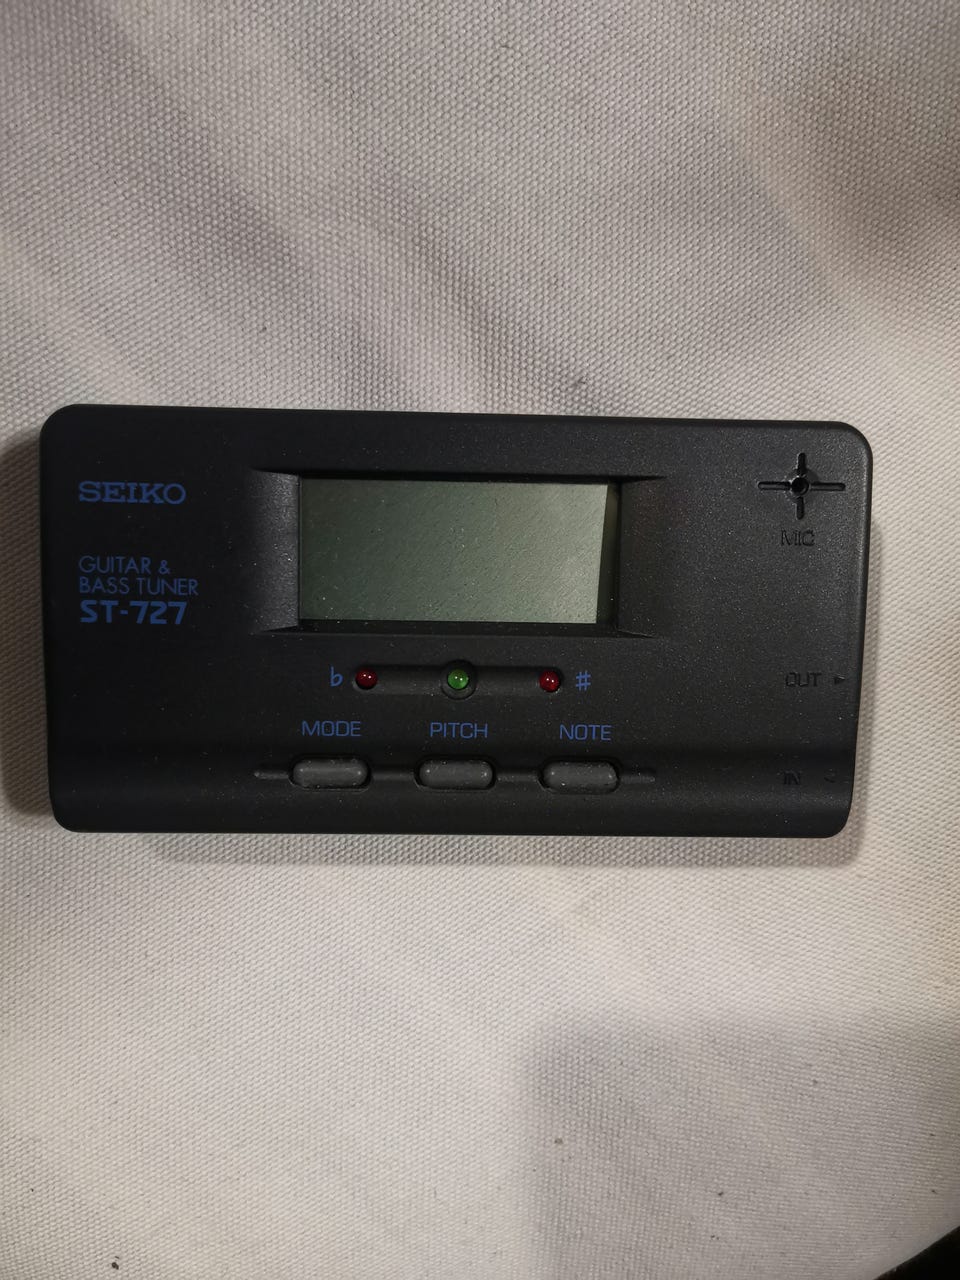 SEIKO
GUITAR &
BASS TUNER
ST-727
MIC
OUT ►
♭ ♯
MODE PITCH NOTE
IN ◄